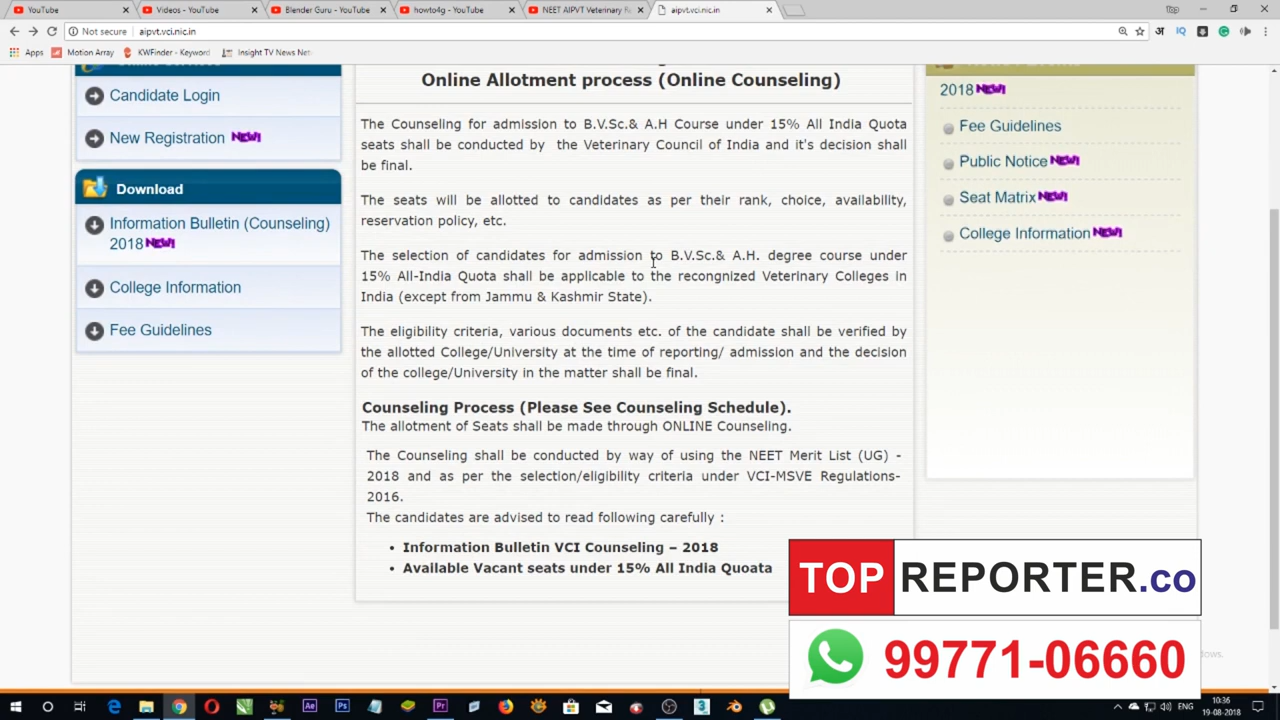 YouTube
Videos - YouTube
Blender Guru - YouTube
howto4g - YouTube
NEET AIPVT Veterinary Re
aipvt.vci.nic.in
Not secure
aipvt.vci.nic.in
Apps
Motion Array
KWFinder - Keyword
Insight TV News Net
Candidate Login
New Registration NEW!
Download
Information Bulletin (Counseling)
2018 NEW!
College Information
Fee Guidelines
Online Allotment process (Online Counseling)
The Counseling for admission to B.V.Sc.& A.H Course under 15% All India Quota
seats shall be conducted by the Veterinary Council of India and it's decision shall
be final.
The seats will be allotted to candidates as per their rank, choice, availability,
reservation policy, etc.
The selection of candidates for admission to B.V.Sc.& A.H. degree course under
15% All-India Quota shall be applicable to the recongnized Veterinary Colleges in
India (except from Jammu & Kashmir State).
The eligibility criteria, various documents etc. of the candidate shall be verified by
the allotted College/University at the time of reporting/ admission and the decision
of the college/University in the matter shall be final.
Counseling Process (Please See Counseling Schedule).
The allotment of Seats shall be made through ONLINE Counseling.
The Counseling shall be conducted by way of using the NEET Merit List (UG) -
2018 and as per the selection/eligibility criteria under VCI-MSVE Regulations-
2016.
The candidates are advised to read following carefully :
• Information Bulletin VCI Counseling – 2018
• Available Vacant seats under 15% All India Quoata
2018 NEW!
Fee Guidelines
Public Notice NEW!
Seat Matrix NEW!
College Information NEW!
TOP REPORTER.co
99771-06660
ENG
10:36
19-08-2018